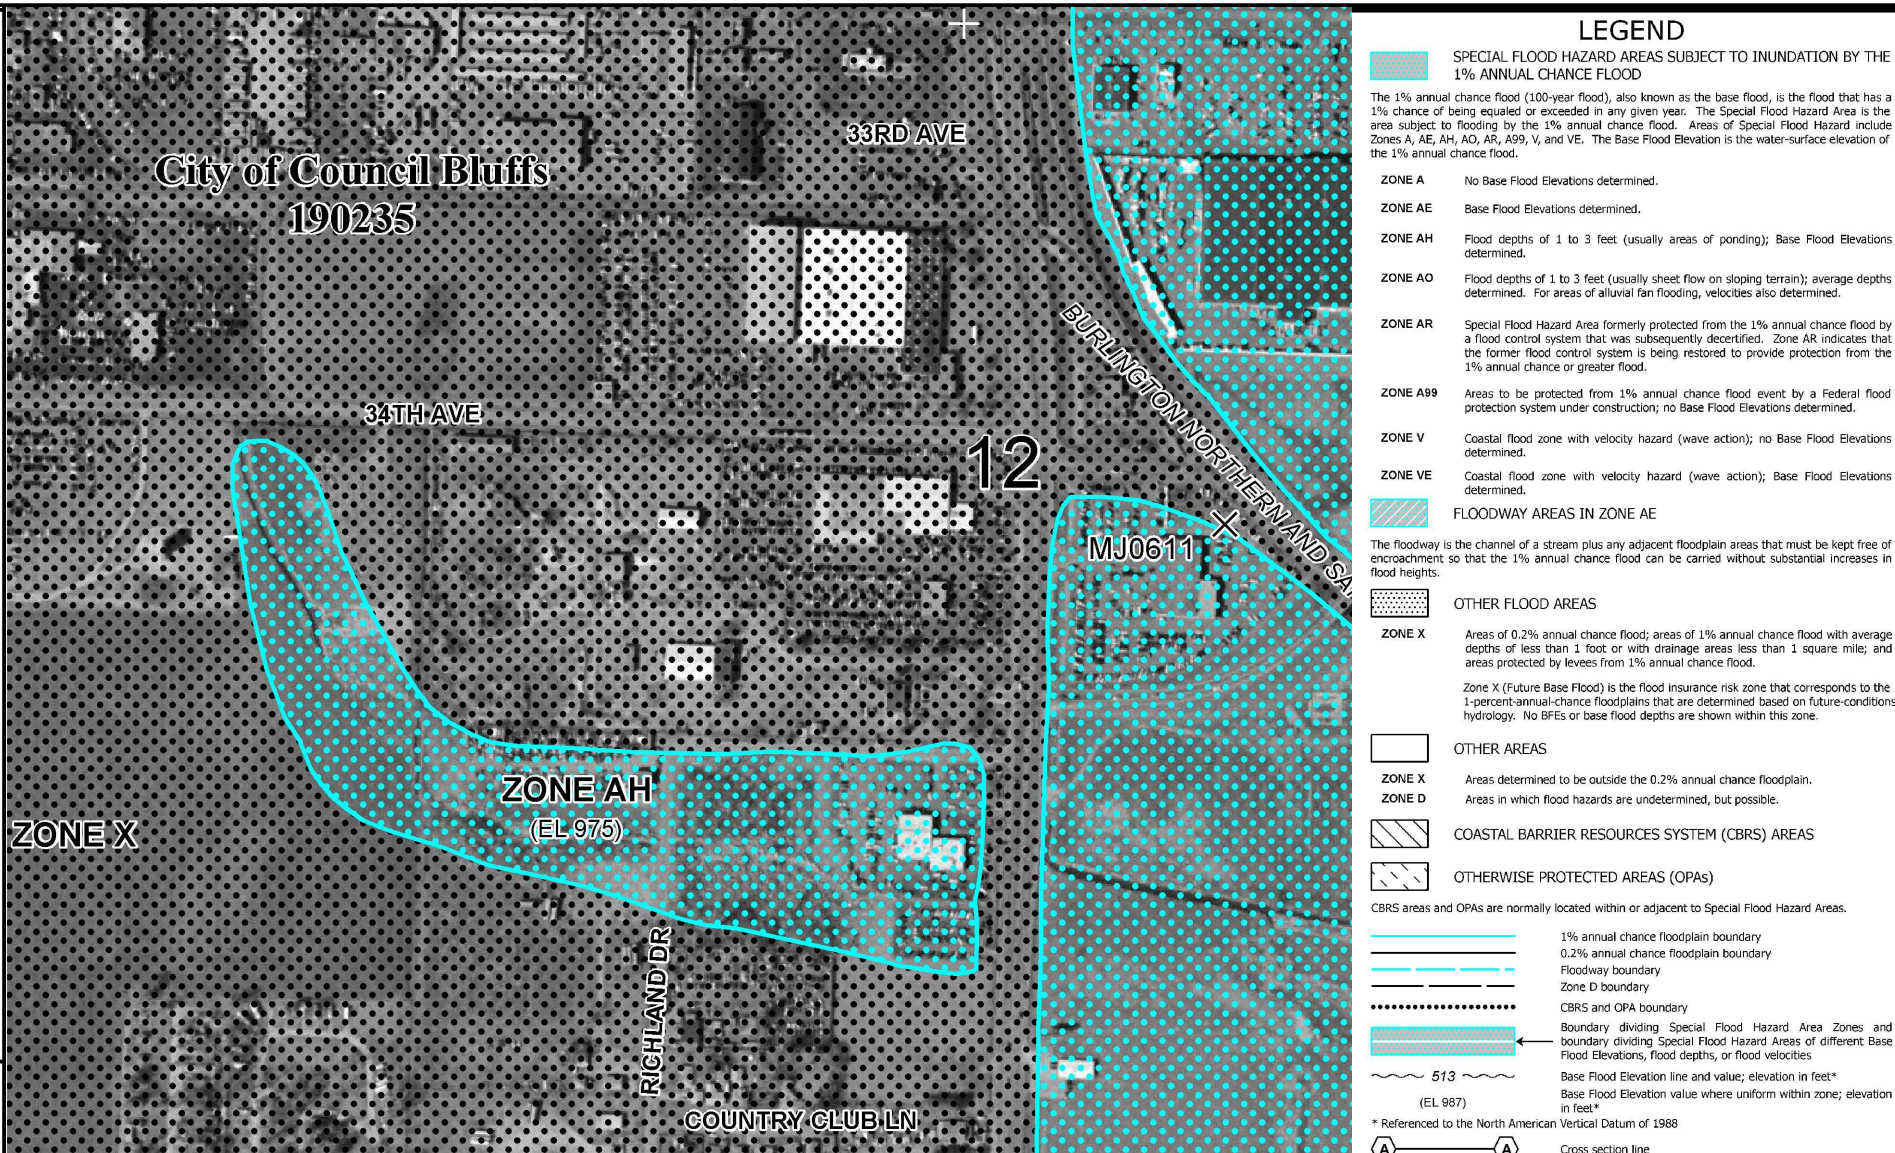 City of Council Bluffs
190235
33RD AVE
34TH AVE
BURLINGTON NORTHERN AND SA
12
MJ0611
ZONE AH
(EL 975)
ZONE X
RICHLAND DR
COUNTRY CLUB LN
LEGEND
SPECIAL FLOOD HAZARD AREAS SUBJECT TO INUNDATION BY THE
1% ANNUAL CHANCE FLOOD
The 1% annual chance flood (100-year flood), also known as the base flood, is the flood that has a
1% chance of being equaled or exceeded in any given year. The Special Flood Hazard Area is the
area subject to flooding by the 1% annual chance flood. Areas of Special Flood Hazard include
Zones A, AE, AH, AO, AR, A99, V, and VE. The Base Flood Elevation is the water-surface elevation of
the 1% annual chance flood.
ZONE A No Base Flood Elevations determined.
ZONE AE Base Flood Elevations determined.
ZONE AH Flood depths of 1 to 3 feet (usually areas of ponding); Base Flood Elevations
determined.
ZONE AO Flood depths of 1 to 3 feet (usually sheet flow on sloping terrain); average depths
determined. For areas of alluvial fan flooding, velocities also determined.
ZONE AR Special Flood Hazard Area formerly protected from the 1% annual chance flood by
a flood control system that was subsequently decertified. Zone AR indicates that
the former flood control system is being restored to provide protection from the
1% annual chance or greater flood.
ZONE A99 Areas to be protected from 1% annual chance flood event by a Federal flood
protection system under construction; no Base Flood Elevations determined.
ZONE V Coastal flood zone with velocity hazard (wave action); no Base Flood Elevations
determined.
ZONE VE Coastal flood zone with velocity hazard (wave action); Base Flood Elevations
determined.
FLOODWAY AREAS IN ZONE AE
The floodway is the channel of a stream plus any adjacent floodplain areas that must be kept free of
encroachment so that the 1% annual chance flood can be carried without substantial increases in
flood heights.
OTHER FLOOD AREAS
ZONE X Areas of 0.2% annual chance flood; areas of 1% annual chance flood with average
depths of less than 1 foot or with drainage areas less than 1 square mile; and
areas protected by levees from 1% annual chance flood.
Zone X (Future Base Flood) is the flood insurance risk zone that corresponds to the
1-percent-annual-chance floodplains that are determined based on future-conditions
hydrology. No BFEs or base flood depths are shown within this zone.
OTHER AREAS
ZONE X Areas determined to be outside the 0.2% annual chance floodplain.
ZONE D Areas in which flood hazards are undetermined, but possible.
COASTAL BARRIER RESOURCES SYSTEM (CBRS) AREAS
OTHERWISE PROTECTED AREAS (OPAs)
CBRS areas and OPAs are normally located within or adjacent to Special Flood Hazard Areas.
1% annual chance floodplain boundary
0.2% annual chance floodplain boundary
Floodway boundary
Zone D boundary
CBRS and OPA boundary
Boundary dividing Special Flood Hazard Area Zones and
boundary dividing Special Flood Hazard Areas of different Base
Flood Elevations, flood depths, or flood velocities
513 Base Flood Elevation line and value; elevation in feet*
(EL 987) Base Flood Elevation value where uniform within zone; elevation
in feet*
* Referenced to the North American Vertical Datum of 1988
A A Cross section line